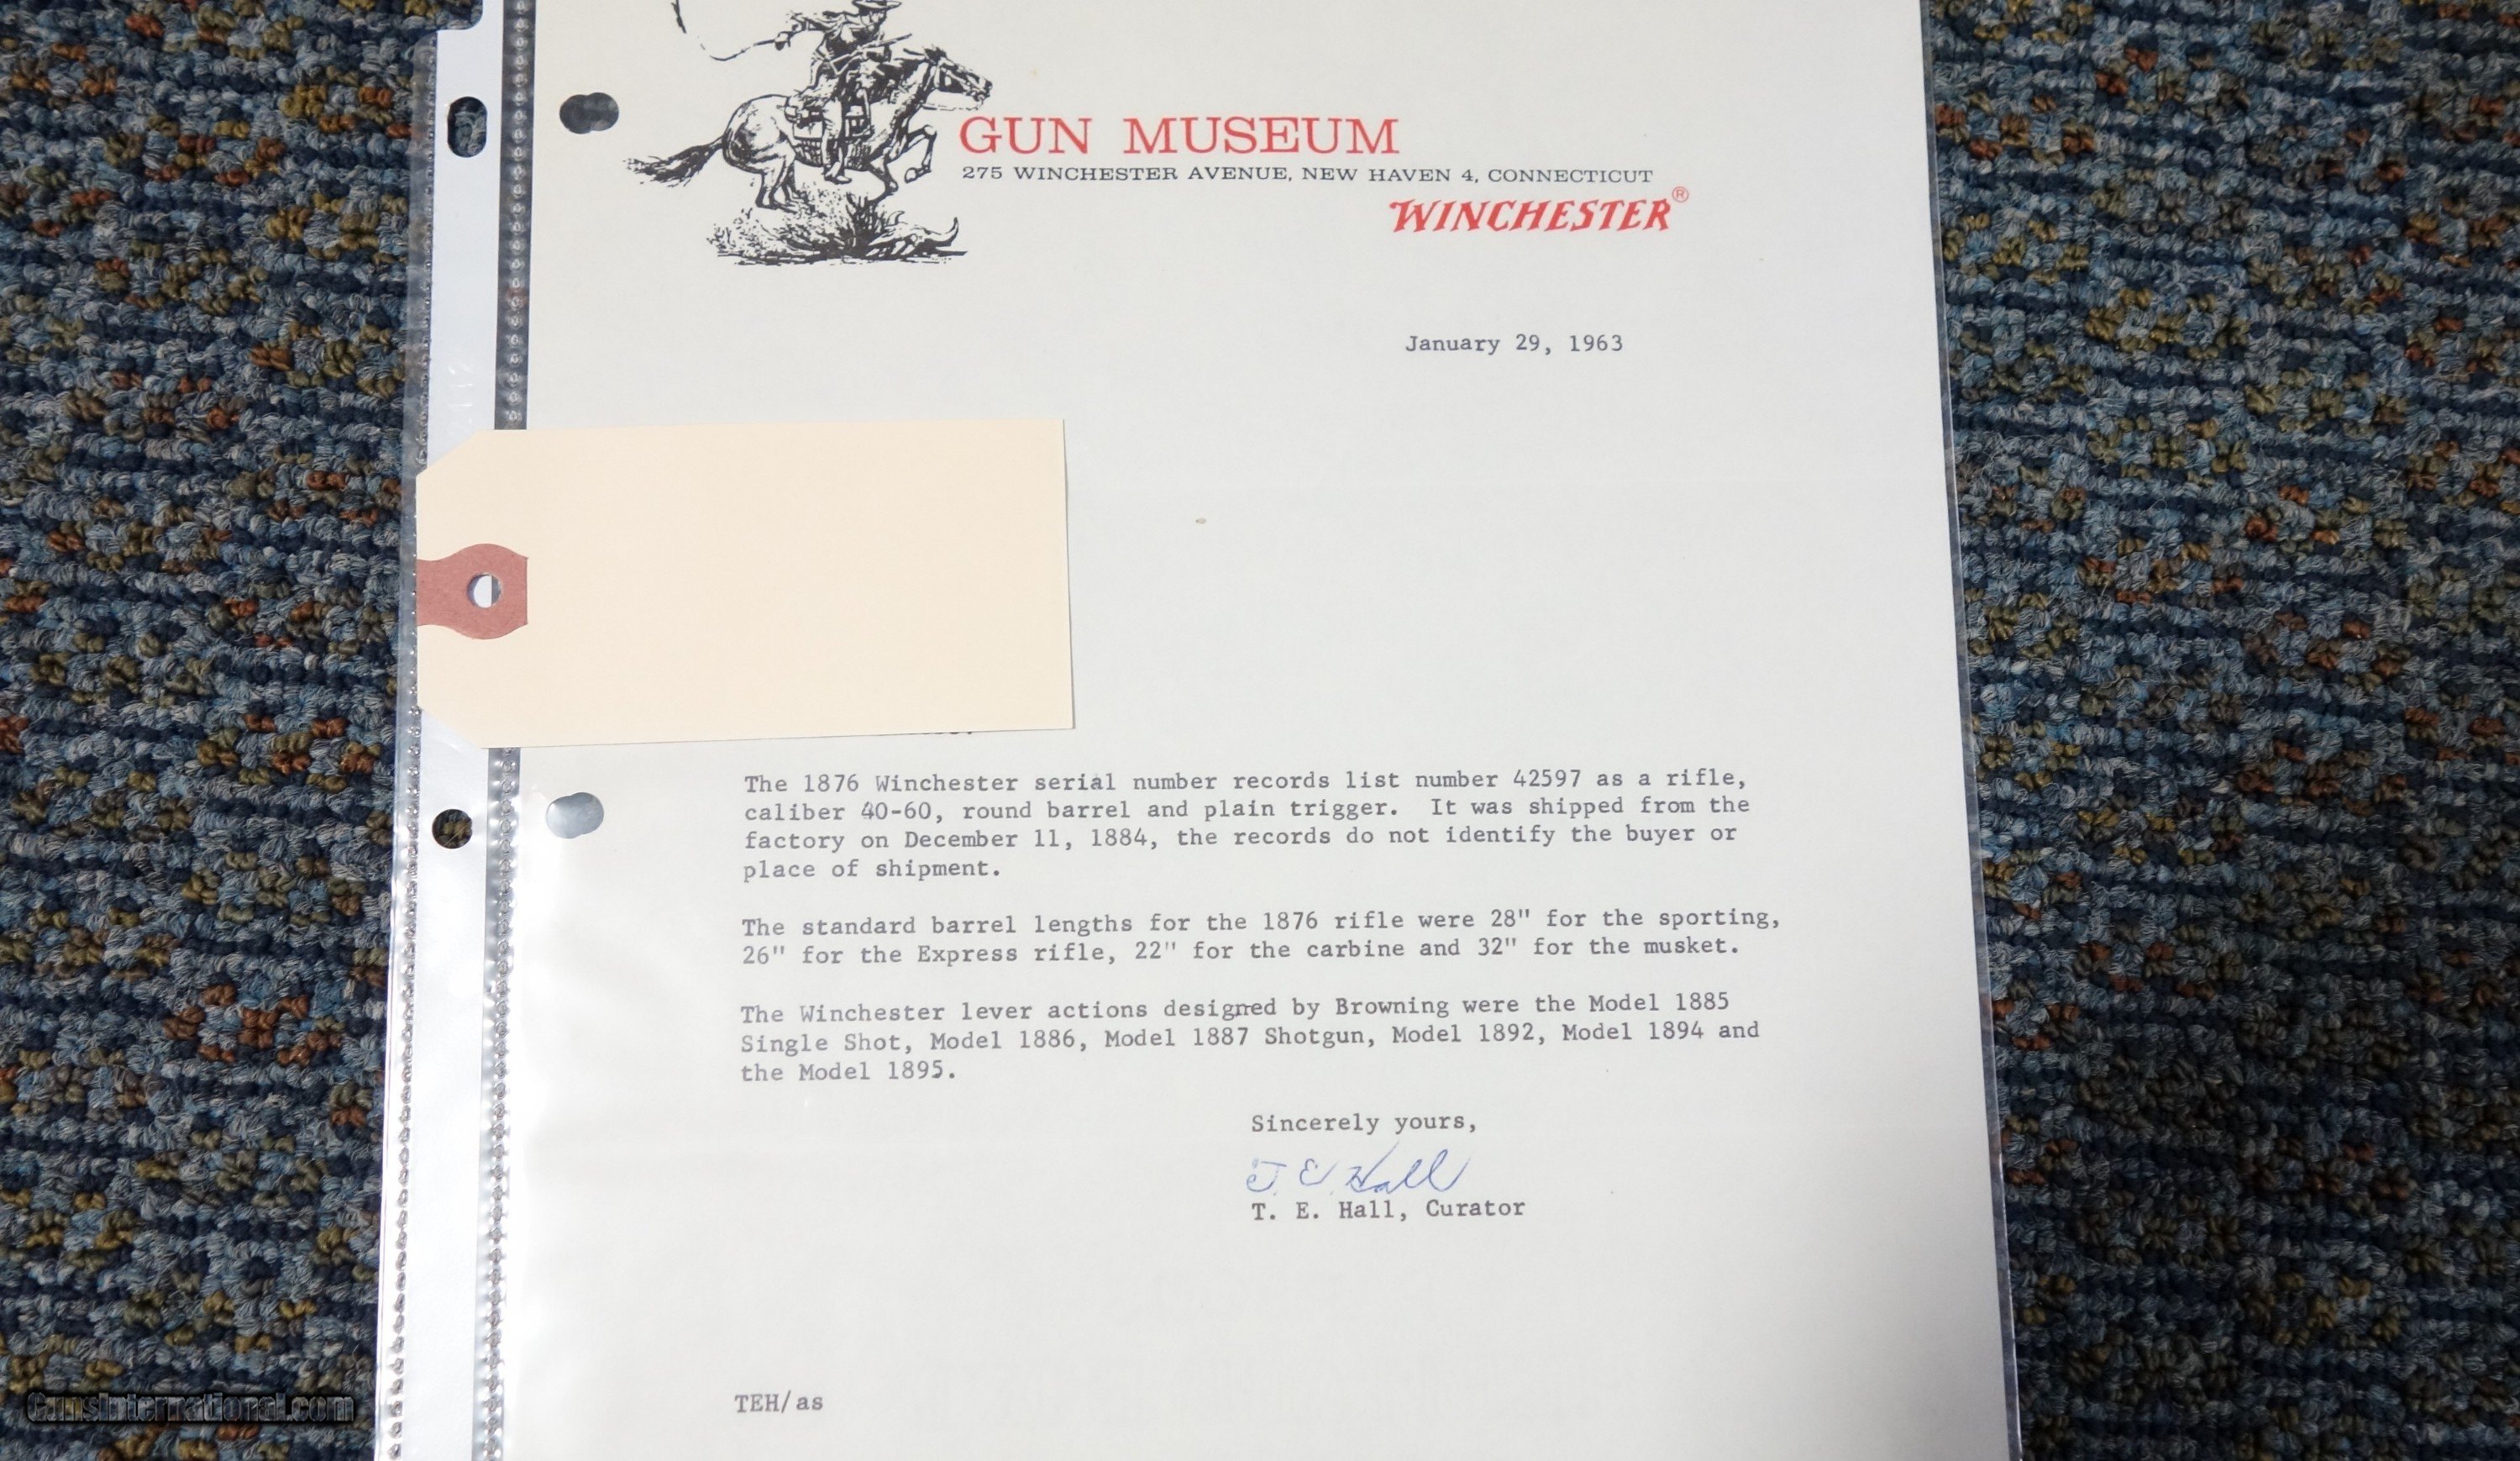 GUN MUSEUM
275 WINCHESTER AVENUE, NEW HAVEN 4, CONNECTICUT
WINCHESTER®
January 29, 1963
The 1876 Winchester serial number records list number 42597 as a rifle,
caliber 40-60, round barrel and plain trigger. It was shipped from the
factory on December 11, 1884, the records do not identify the buyer or
place of shipment.
The standard barrel lengths for the 1876 rifle were 28" for the sporting,
26" for the Express rifle, 22" for the carbine and 32" for the musket.
The Winchester lever actions designed by Browning were the Model 1885
Single Shot, Model 1886, Model 1887 Shotgun, Model 1892, Model 1894 and
the Model 1895.
Sincerely yours,
T. E. Hall
T. E. Hall, Curator
TEH/as
GunsInternational.com